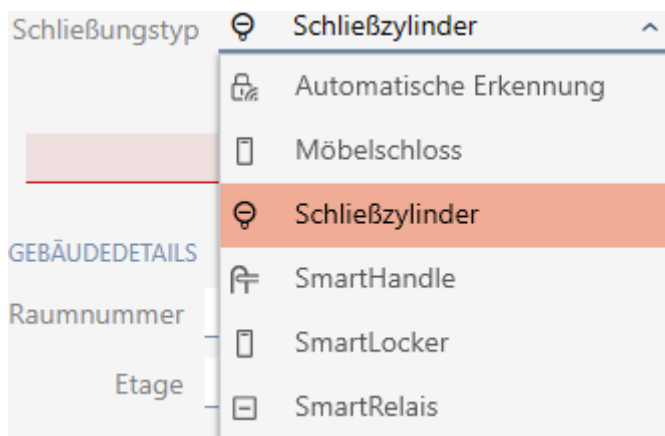 Schließungstyp Schließzylinder
Automatische Erkennung
Möbelschloss
Schließzylinder
GEBÄUDEDETAILS
SmartHandle
Raumnummer
SmartLocker
Etage
SmartRelais